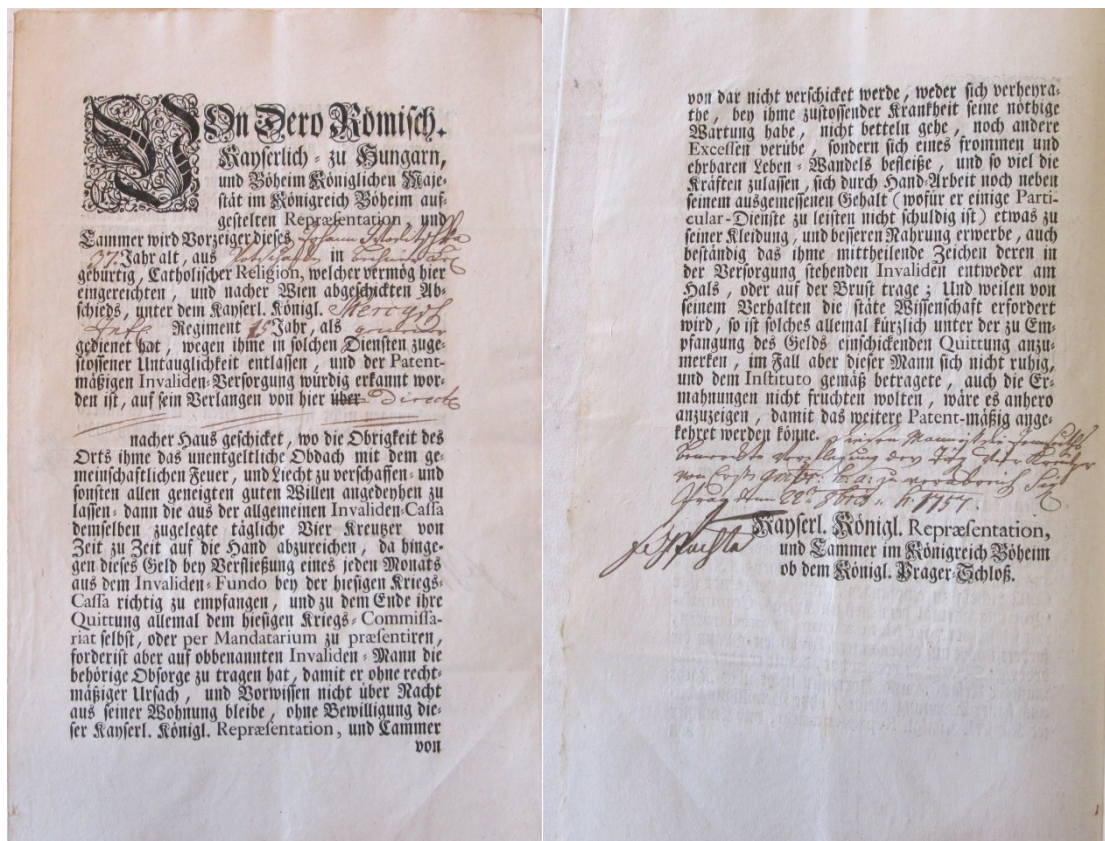 VOn Dero Römisch.
Kayserlich- zu Hungarn,
und Böheim Königlichen Maje-
stät im Königreich Böheim auf-
gestelten Repræsentation, und
Cammer wird Vorzeiger dieses Johann
37 Jahr alt, aus in
gebürtig, Catholischer Religion, welcher vermög hier
eingereichten, und nacher Wien abgeschickten Ab-
schieds, unter dem Kayserl. Königl.
Regiment Jahr, als gemeiner
gedienet hat, wegen ihme in solchen Diensten zuge-
stossener Untauglichkeit entlassen, und der Patent-
mäßigen Invaliden-Versorgung würdig erkannt wor-
den ist, auf sein Verlangen von hier über Directe
nacher Haus geschicket, wo die Obrigkeit des
Orts ihme das unentgeltliche Obdach mit dem ge-
meinschaftlichen Feuer, und Liecht zu verschaffen- und
sonsten allen geneigten guten Willen angedeyhen zu
lassen- dann die aus der allgemeinen Invaliden-Cassa
demselben zugelegte tägliche Vier Kreutzer von
Zeit zu Zeit auf die Hand abzureichen, da hinge-
gen dieses Geld bey Verfliessung eines jeden Monats
aus dem Invaliden-Fundo bey der hiesigen Kriegs-
Cassa richtig zu empfangen, und zu dem Ende ihre
Quittung allemal dem hiesigen Kriegs-Commissa-
riat selbst, oder per Mandatarium zu præsentiren,
forderist aber auf obbenannten Invaliden-Mann die
behörige Obsorge zu tragen hat, damit er ohne recht-
mäßiger Ursach, und Vorwissen nicht über Nacht
aus seiner Wohnung bleibe, ohne Bewilligung die-
ser Kayserl. Königl. Repræsentation, und Cammer
von
von dar nicht verschicket werde, weder sich verheyra-
the, bey ihme zustossender Krankheit seine nöthige
Wartung habe, nicht betteln gehe, noch andere
Excessen verübe, sondern sich eines frommen und
ehrbaren Leben-Wandels befleiße, und so viel die
Kräften zulassen, sich durch Hand-Arbeit noch neben
seinem ausgemessenen Gehalt (wofür er einige Parti-
cular-Dienste zu leisten nicht schuldig ist) etwas zu
seiner Kleidung, und besseren Nahrung erwerbe, auch
beständig das ihme mittheilende Zeichen deren in
der Versorgung stehenden Invaliden entweder am
Hals, oder auf der Brust trage; Und weilen von
seinem Verhalten die stäte Wissenschaft erfordert
wird, so ist solches allemal kürzlich unter der zu Em-
pfangung des Gelds einschickenden Quittung anzu-
merken, im Fall aber dieser Mann sich nicht ruhig,
und dem Instituto gemäß betragete, auch die Er-
mahnungen nicht fruchten wolten, wäre es anhero
anzuzeigen, damit das weitere Patent-mäßig ange-
kehret werden könne.
Verpflegung Kreutzer
von Ersten
Prag den 22 1757.
Kayserl. Königl. Repræsentation,
und Cammer im Königreich Böheim
ob dem Königl. Prager-Schloß.